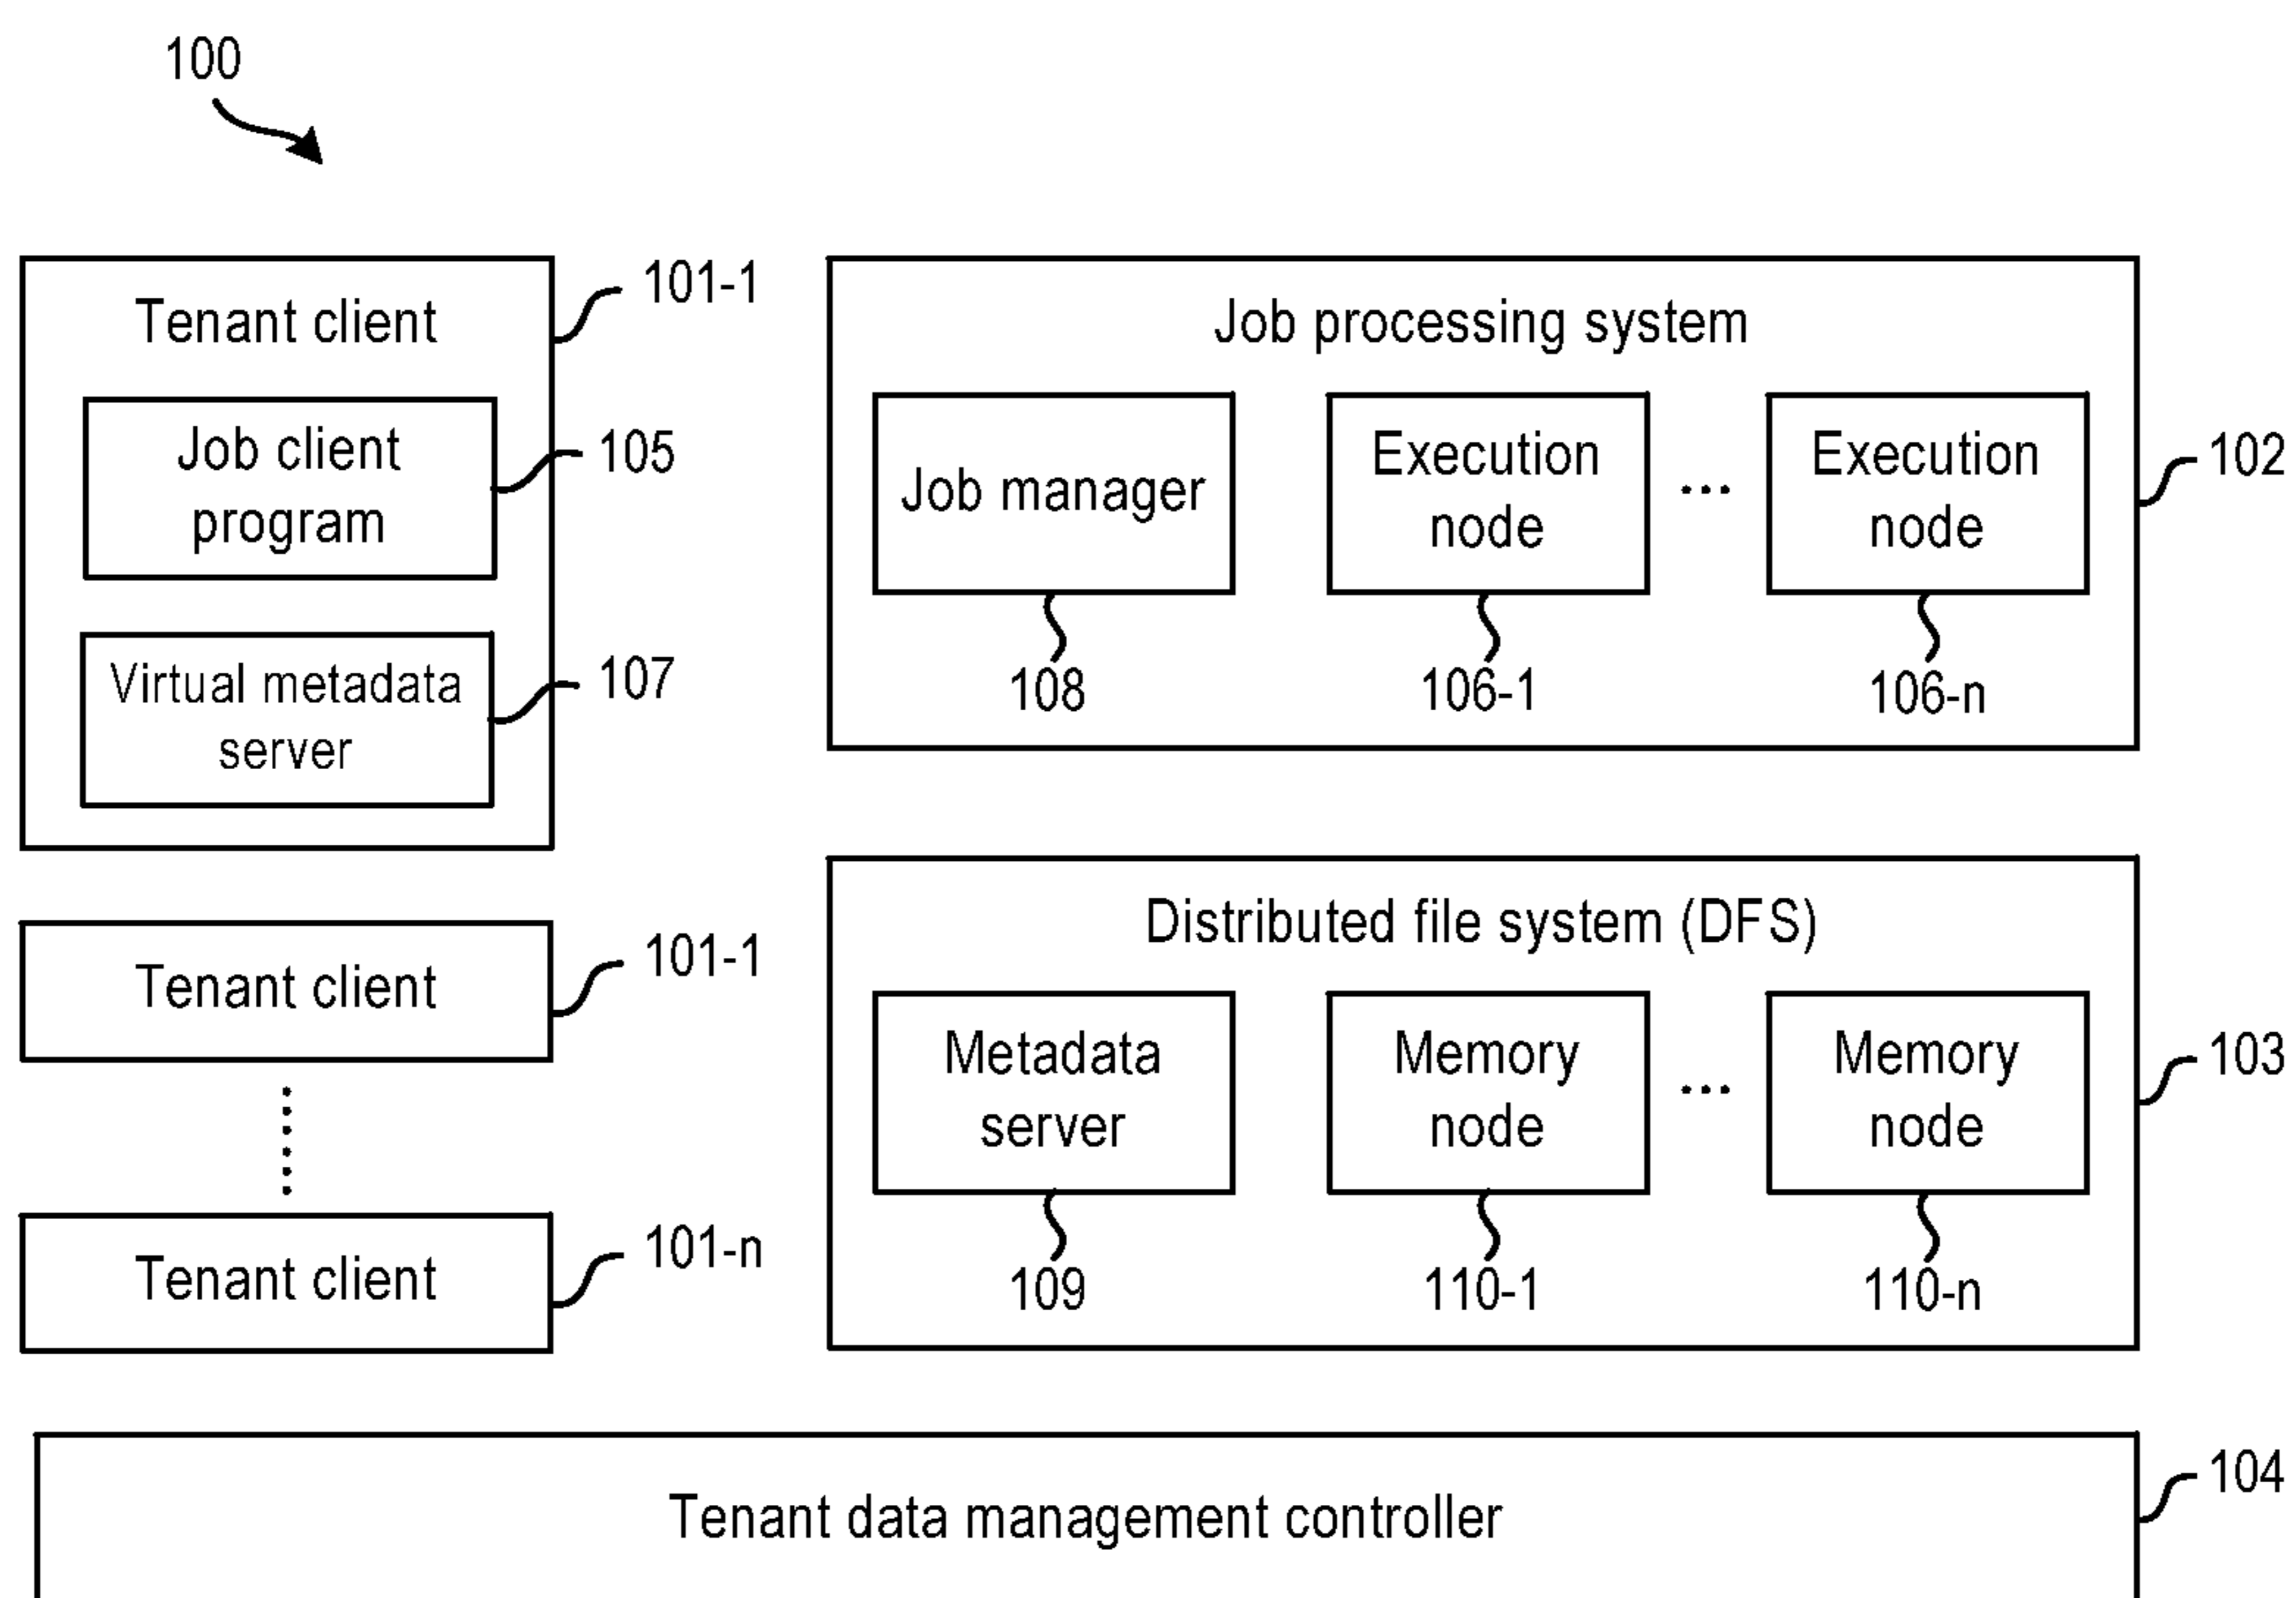 100
Tenant client
101-1
Job client
program
105
Virtual metadata
server
107
Job processing system
Job manager
Execution
node
...
Execution
node
102
108
106-1
106-n
Tenant client
101-1
Tenant client
101-n
Distributed file system (DFS)
Metadata
server
Memory
node
...
Memory
node
103
109
110-1
110-n
Tenant data management controller
104